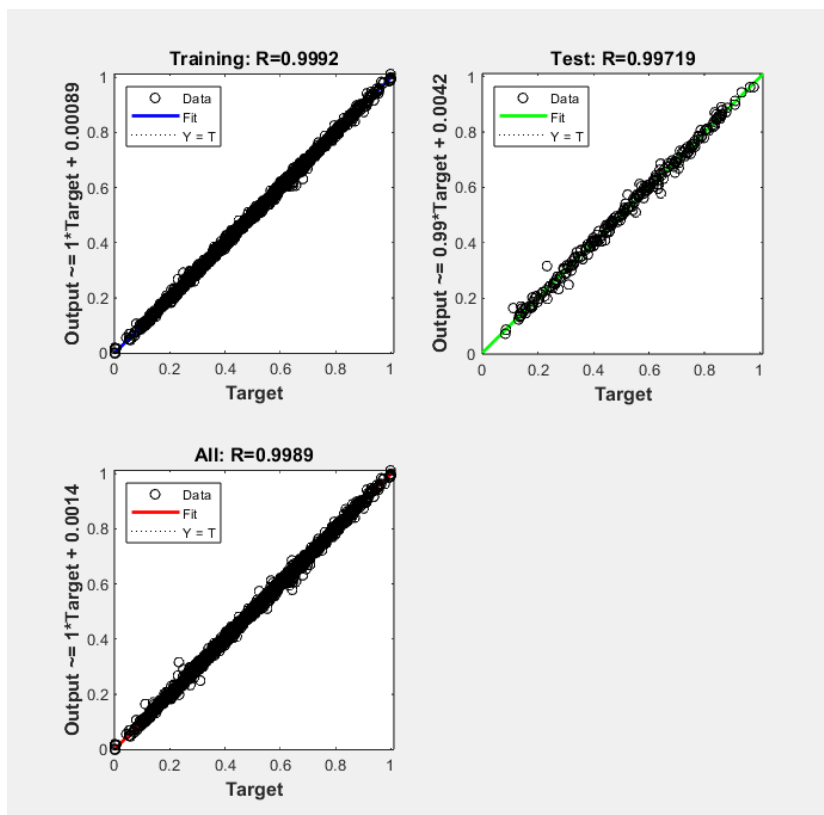 Training: R=0.9992
Output ~= 1*Target + 0.00089
Data
Fit
Y = T
1
0.8
0.6
0.4
0.2
0
0 0.2 0.4 0.6 0.8 1
Target
Test: R=0.99719
Output ~= 0.99*Target + 0.0042
Data
Fit
Y = T
1
0.8
0.6
0.4
0.2
0
0 0.2 0.4 0.6 0.8 1
Target
All: R=0.9989
Output ~= 1*Target + 0.0014
Data
Fit
Y = T
1
0.8
0.6
0.4
0.2
0
0 0.2 0.4 0.6 0.8 1
Target